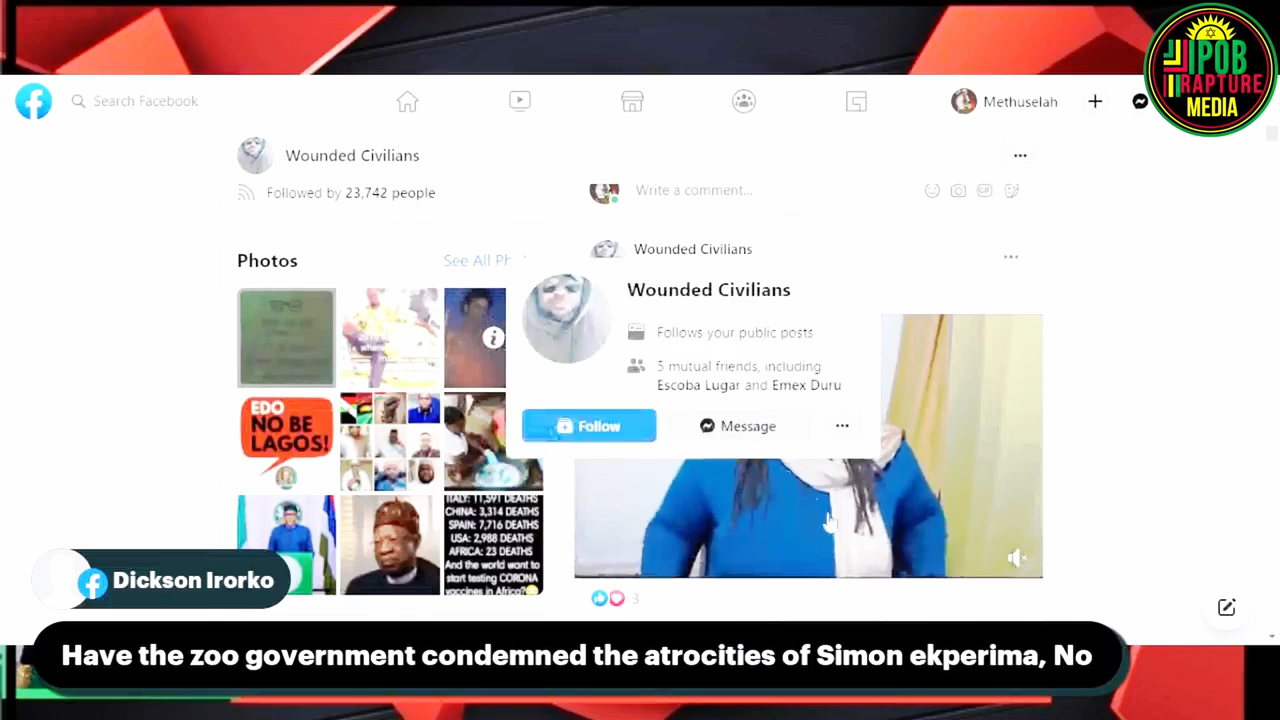 IPOB
RAPTURE
MEDIA
Search Facebook
Methuselah
Wounded Civilians
Followed by 23,742 people
Write a comment...
GIF
Wounded Civilians
Photos
See All Ph
Wounded Civilians
Follows your public posts
5 mutual friends, including
Escoba Lugar and Emex Duru
Follow
Message
EDO
NO BE
LAGOS!
ITALY: 11,591 DEATHS
CHINA: 3,314 DEATHS
SPAIN: 7,716 DEATHS
USA: 2,988 DEATHS
AFRICA: 23 DEATHS
And the world want to
start testing CORONA
vaccines in Africa?
3
Dickson Irorko
Have the zoo government condemned the atrocities of Simon ekperima, No